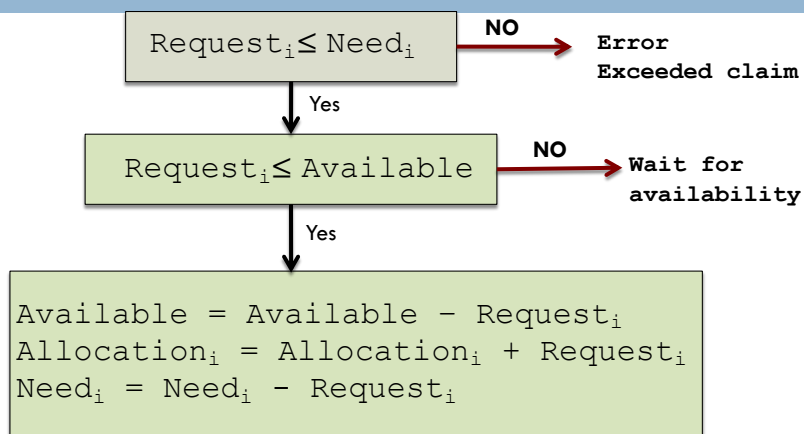 Requestᵢ≤ Needᵢ
NO
Error
Exceeded claim
Yes
Requestᵢ≤ Available
NO
Wait for
availability
Yes
Available = Available – Requestᵢ
Allocationᵢ = Allocationᵢ + Requestᵢ
Needᵢ = Needᵢ - Requestᵢ